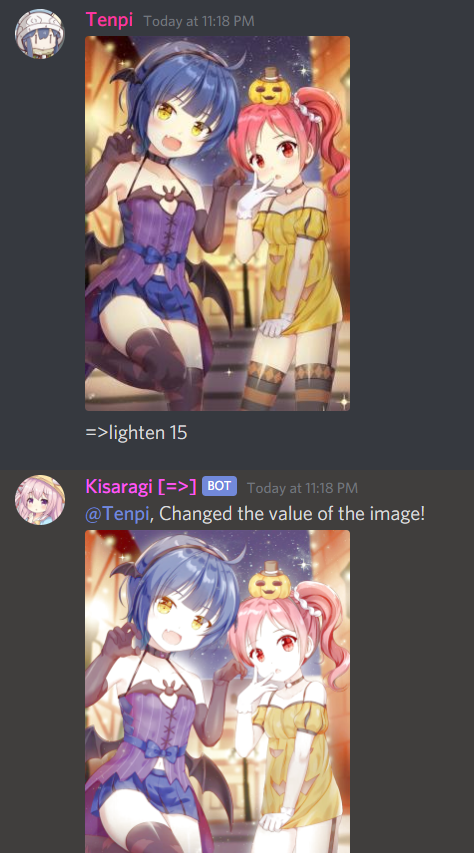 Tenpi Today at 11:18 PM
=>lighten 15
Kisaragi [=>] BOT Today at 11:18 PM
@Tenpi, Changed the value of the image!